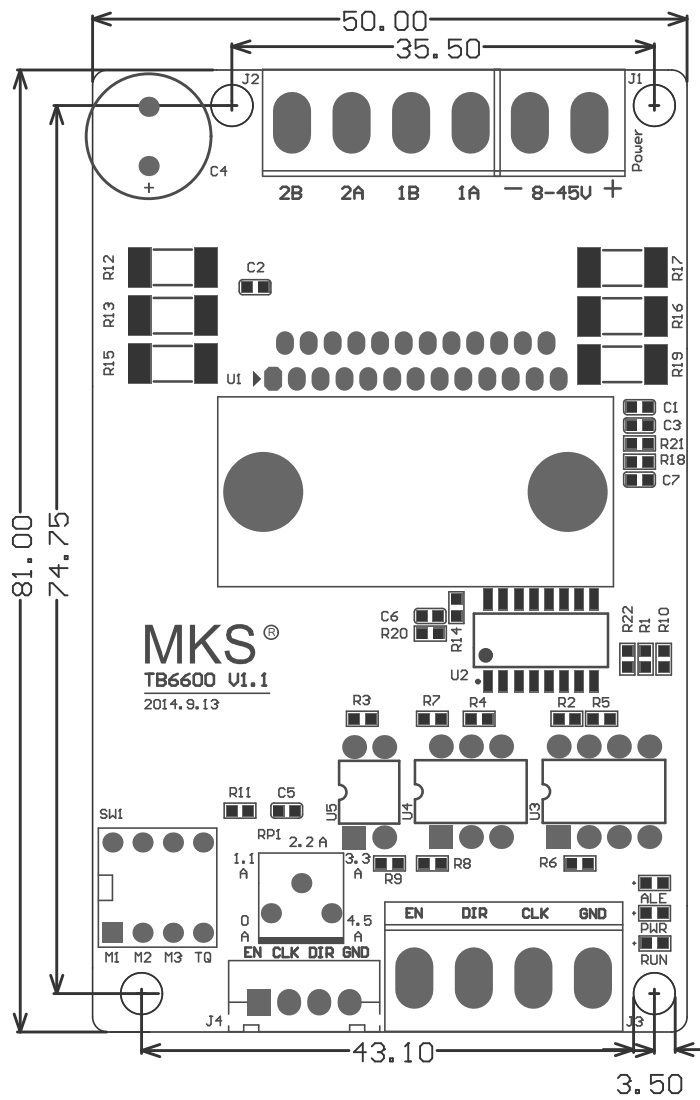 50.00
35.50
J2
J1
Power
C4
2B 2A 1B 1A - 8-45V +
+
R12
C2
R17
R13
R16
R15
R19
U1
C1
C3
R21
R18
C7
81.00
74.75
C6
R20
R14
R22
R1
R10
MKS®
TB6600 V1.1
2014.9.13
U2
R3
R7
R4
R2
R5
U5
U4
U3
R11
C5
SW1
RP1
2.2A
1.1 A
3.3 A
R9
R8
R6
0 A
4.5 A
ALE
PWR
RUN
EN DIR CLK GND
EN CLK DIR GND
M1 M2 M3 TQ
J4
J3
43.10
3.50